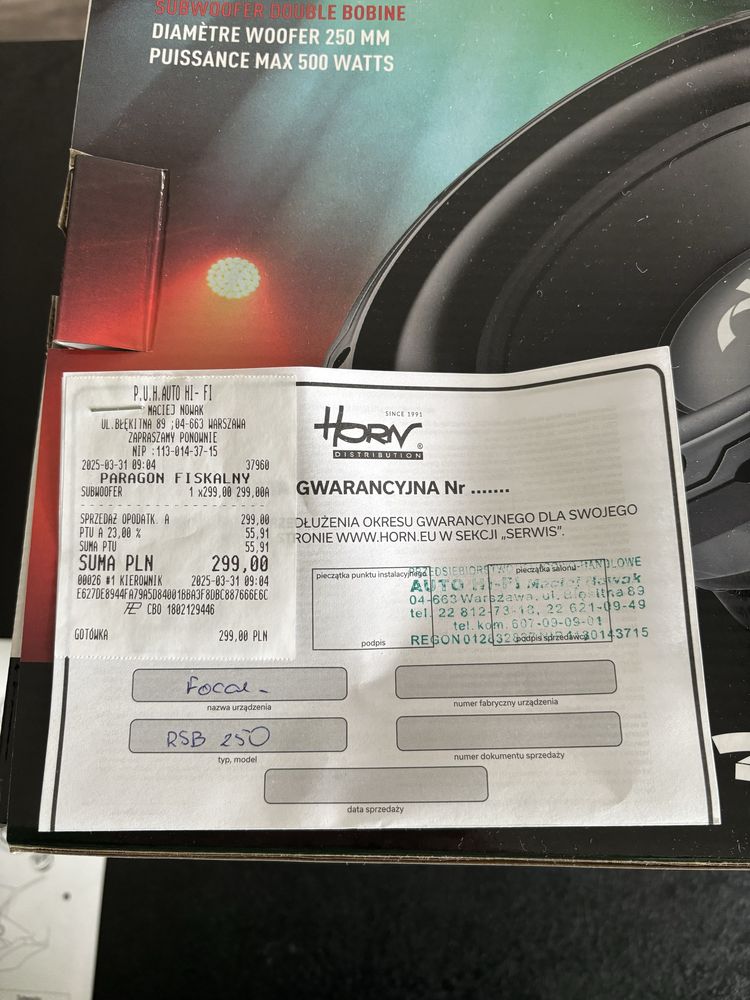 SUBWOOFER DOUBLE BOBINE
DIAMÈTRE WOOFER 250 MM
PUISSANCE MAX 500 WATTS
P.U.H.AUTO HI- FI
MACIEJ NOWAK
UL.BŁĘKITNA 89 ;04-663 WARSZAWA
ZAPRASZAMY PONOWNIE
NIP :113-014-37-15
2025-03-31 09:04 37960
PARAGON FISKALNY
SUBWOOFER 1 x299,00 299,00A
SPRZEDAŻ OPODATK. A 299,00
PTU A 23,00 % 55,91
SUMA PTU 55,91
SUMA PLN 299,00
00026 #1 KIEROWNIK 2025-03-31 09:04
E627DE8944FA79A5D84001BBA3F8DBC887666E6C
CBO 1802129446
GOTÓWKA 299,00 PLN
SINCE 1991
HORN
DISTRIBUTION
GWARANCYJNA Nr .......
EDŁUŻENIA OKRESU GWARANCYJNEGO DLA SWOJEGO
STRONIE WWW.HORN.EU W SEKCJI „SERWIS”.
pieczątka punktu instalacyjnego
pieczątka salonu
AUTO Hi-Fi Maciej Nowak
04-663 Warszawa, ul. Błękitna 89
tel. 22 812-73-18, 22 621-09-49
tel. kom. 607-09-09-01
podpis
podpis sprzedawcy
Focal -
nazwa urządzenia
numer fabryczny urządzenia
RSB 250
typ, model
numer dokumentu sprzedaży
data sprzedaży